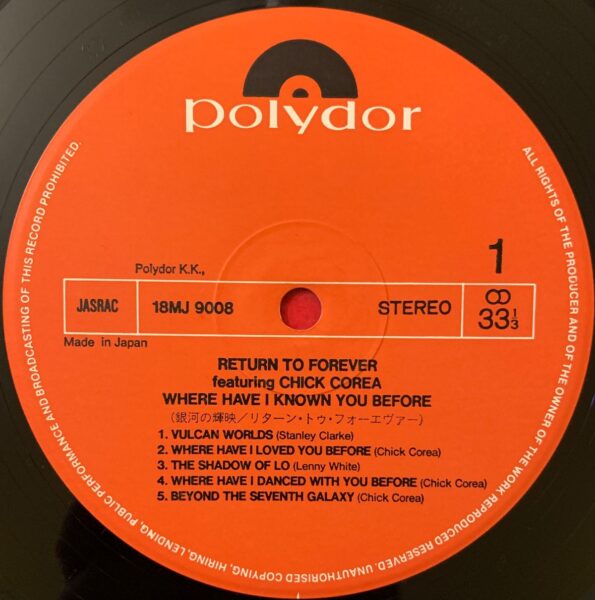 polydor
1
Polydor K.K.,
JASRAC
18MJ 9008
STEREO
33⅓
Made in Japan
RETURN TO FOREVER
featuring CHICK COREA
WHERE HAVE I KNOWN YOU BEFORE
(銀河の輝映/リターン・トゥ・フォーエヴァー)
1. VULCAN WORLDS (Stanley Clarke)
2. WHERE HAVE I LOVED YOU BEFORE (Chick Corea)
3. THE SHADOW OF LO (Lenny White)
4. WHERE HAVE I DANCED WITH YOU BEFORE (Chick Corea)
5. BEYOND THE SEVENTH GALAXY (Chick Corea)
ALL RIGHTS OF THE PRODUCER AND OF THE OWNER OF THE WORK REPRODUCED RESERVED. UNAUTHORISED COPYING, HIRING, LENDING, PUBLIC PERFORMANCE AND BROADCASTING OF THIS RECORD PROHIBITED.